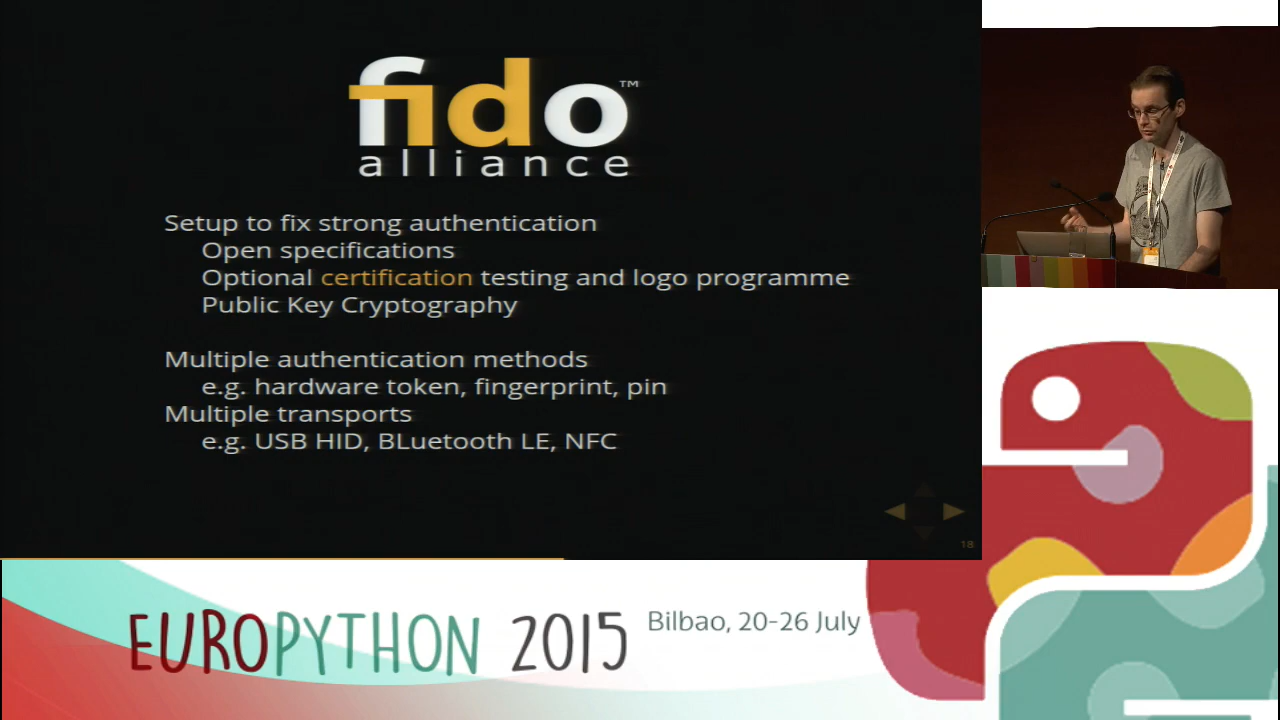 fido™
alliance
Setup to fix strong authentication
Open specifications
Optional certification testing and logo programme
Public Key Cryptography
Multiple authentication methods
e.g. hardware token, fingerprint, pin
Multiple transports
e.g. USB HID, BLuetooth LE, NFC
18
EUROPYTHON 2015
Bilbao, 20-26 July